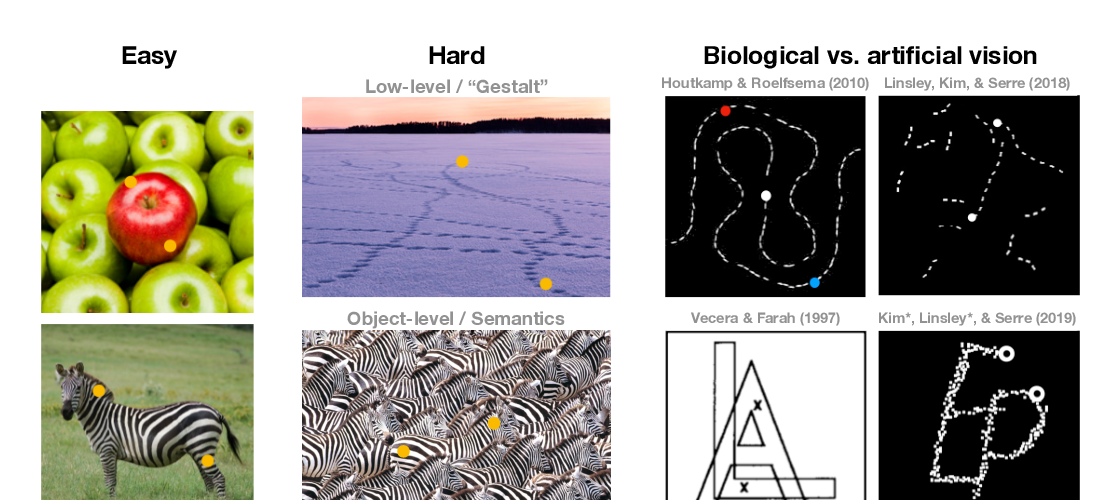 Easy
Hard
Biological vs. artificial vision
Low-level / “Gestalt”
Houtkamp & Roelfsema (2010)
Linsley, Kim, & Serre (2018)
Object-level / Semantics
Vecera & Farah (1997)
Kim*, Linsley*, & Serre (2019)
x
x